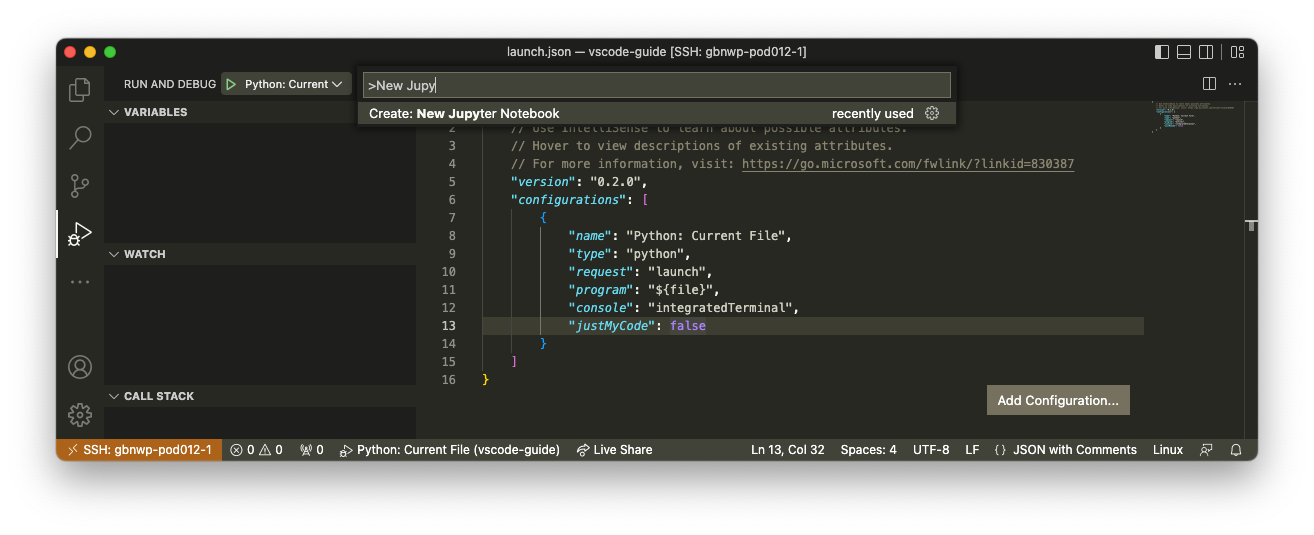 launch.json — vscode-guide [SSH: gbnwp-pod012-1]
RUN AND DEBUG Python: Current
>New Jupy
Create: New Jupyter Notebook recently used
VARIABLES
2 // Use IntelliSense to learn about possible attributes.
3 // Hover to view descriptions of existing attributes.
4 // For more information, visit: https://go.microsoft.com/fwlink/?linkid=830387
5 "version": "0.2.0",
6 "configurations": [
7 {
8 "name": "Python: Current File",
9 "type": "python",
10 "request": "launch",
11 "program": "${file}",
12 "console": "integratedTerminal",
13 "justMyCode": false
14 }
15 ]
16 }
WATCH
CALL STACK
Add Configuration...
SSH: gbnwp-pod012-1 0 0 0 Python: Current File (vscode-guide) Live Share Ln 13, Col 32 Spaces: 4 UTF-8 LF {} JSON with Comments Linux